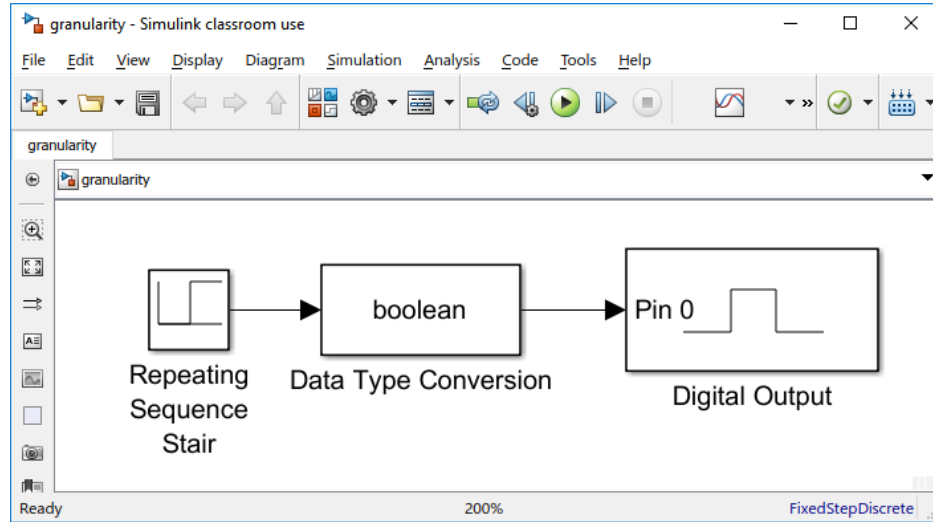 granularity - Simulink classroom use
File Edit View Display Diagram Simulation Analysis Code Tools Help
granularity
granularity
boolean
Pin 0
Repeating
Sequence
Stair
Data Type Conversion
Digital Output
Ready 200% FixedStepDiscrete